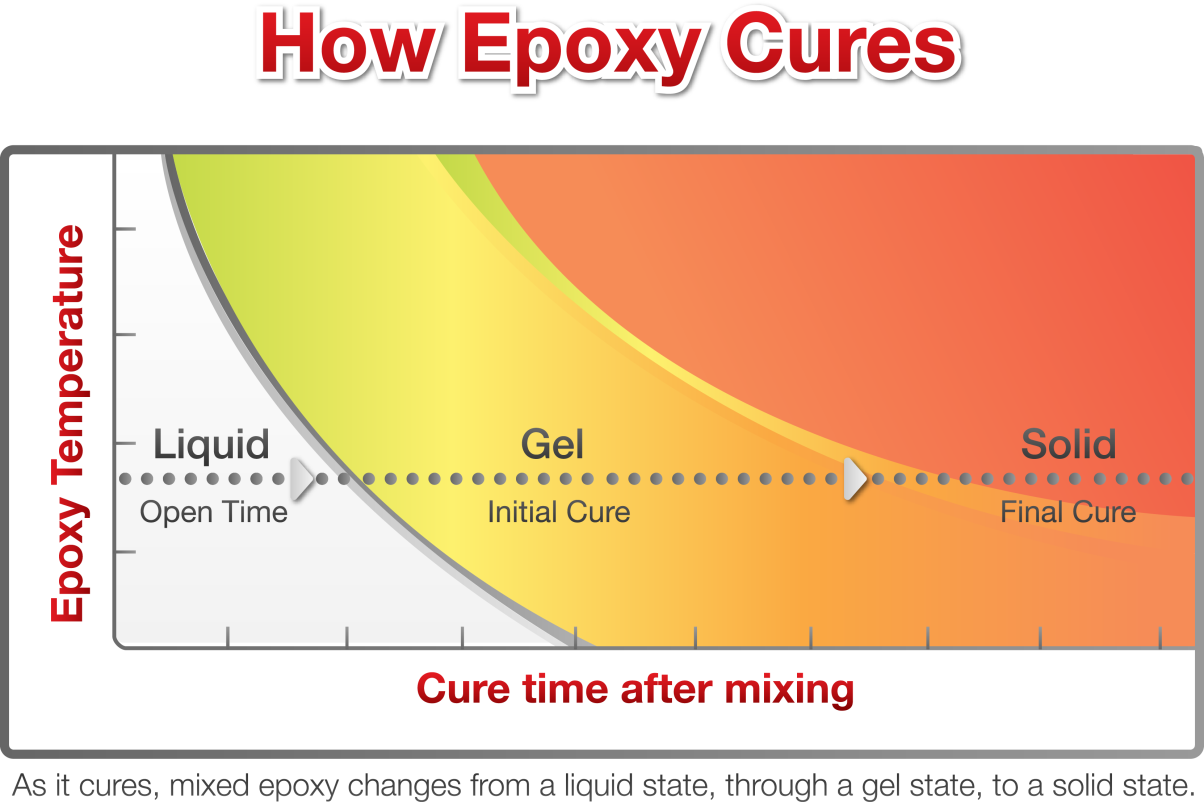 How Epoxy Cures
Epoxy Temperature
Liquid
Gel
Solid
Open Time
Initial Cure
Final Cure
Cure time after mixing
As it cures, mixed epoxy changes from a liquid state, through a gel state, to a solid state.